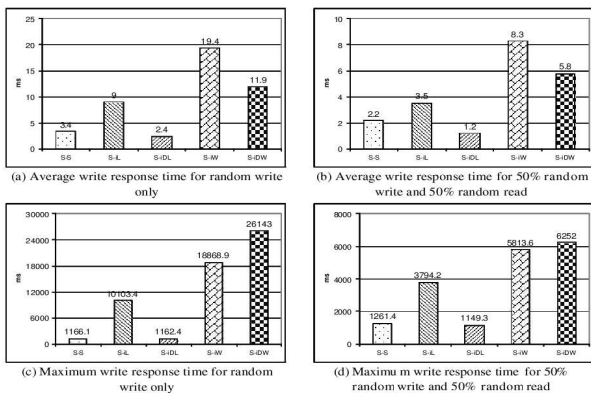 25
20
15
10
5
0
ms
3.4
9
2.4
19.4
11.9
S-S
S-iL
S-iDL
S-iW
S-iDW
(a) Average write response time for random write
only
10
8
6
4
2
0
ms
2.2
3.5
1.2
8.3
5.8
S-S
S-iL
S-iDL
S-iW
S-iDW
(b) Average write response time for 50% random
write and 50% random read
30000
24000
18000
12000
6000
0
ms
1166.1
10103.4
1162.4
18868.9
26143
S-S
S-iL
S-iDL
S-iW
S-iDW
(c) Maximum write response time for random
write only
8000
6000
4000
2000
0
ms
1261.4
3794.2
1149.3
5813.6
6252
S-S
S-iL
S-iDL
S-iW
S-iDW
(d) Maximu m write response time for 50%
random write and 50% random read